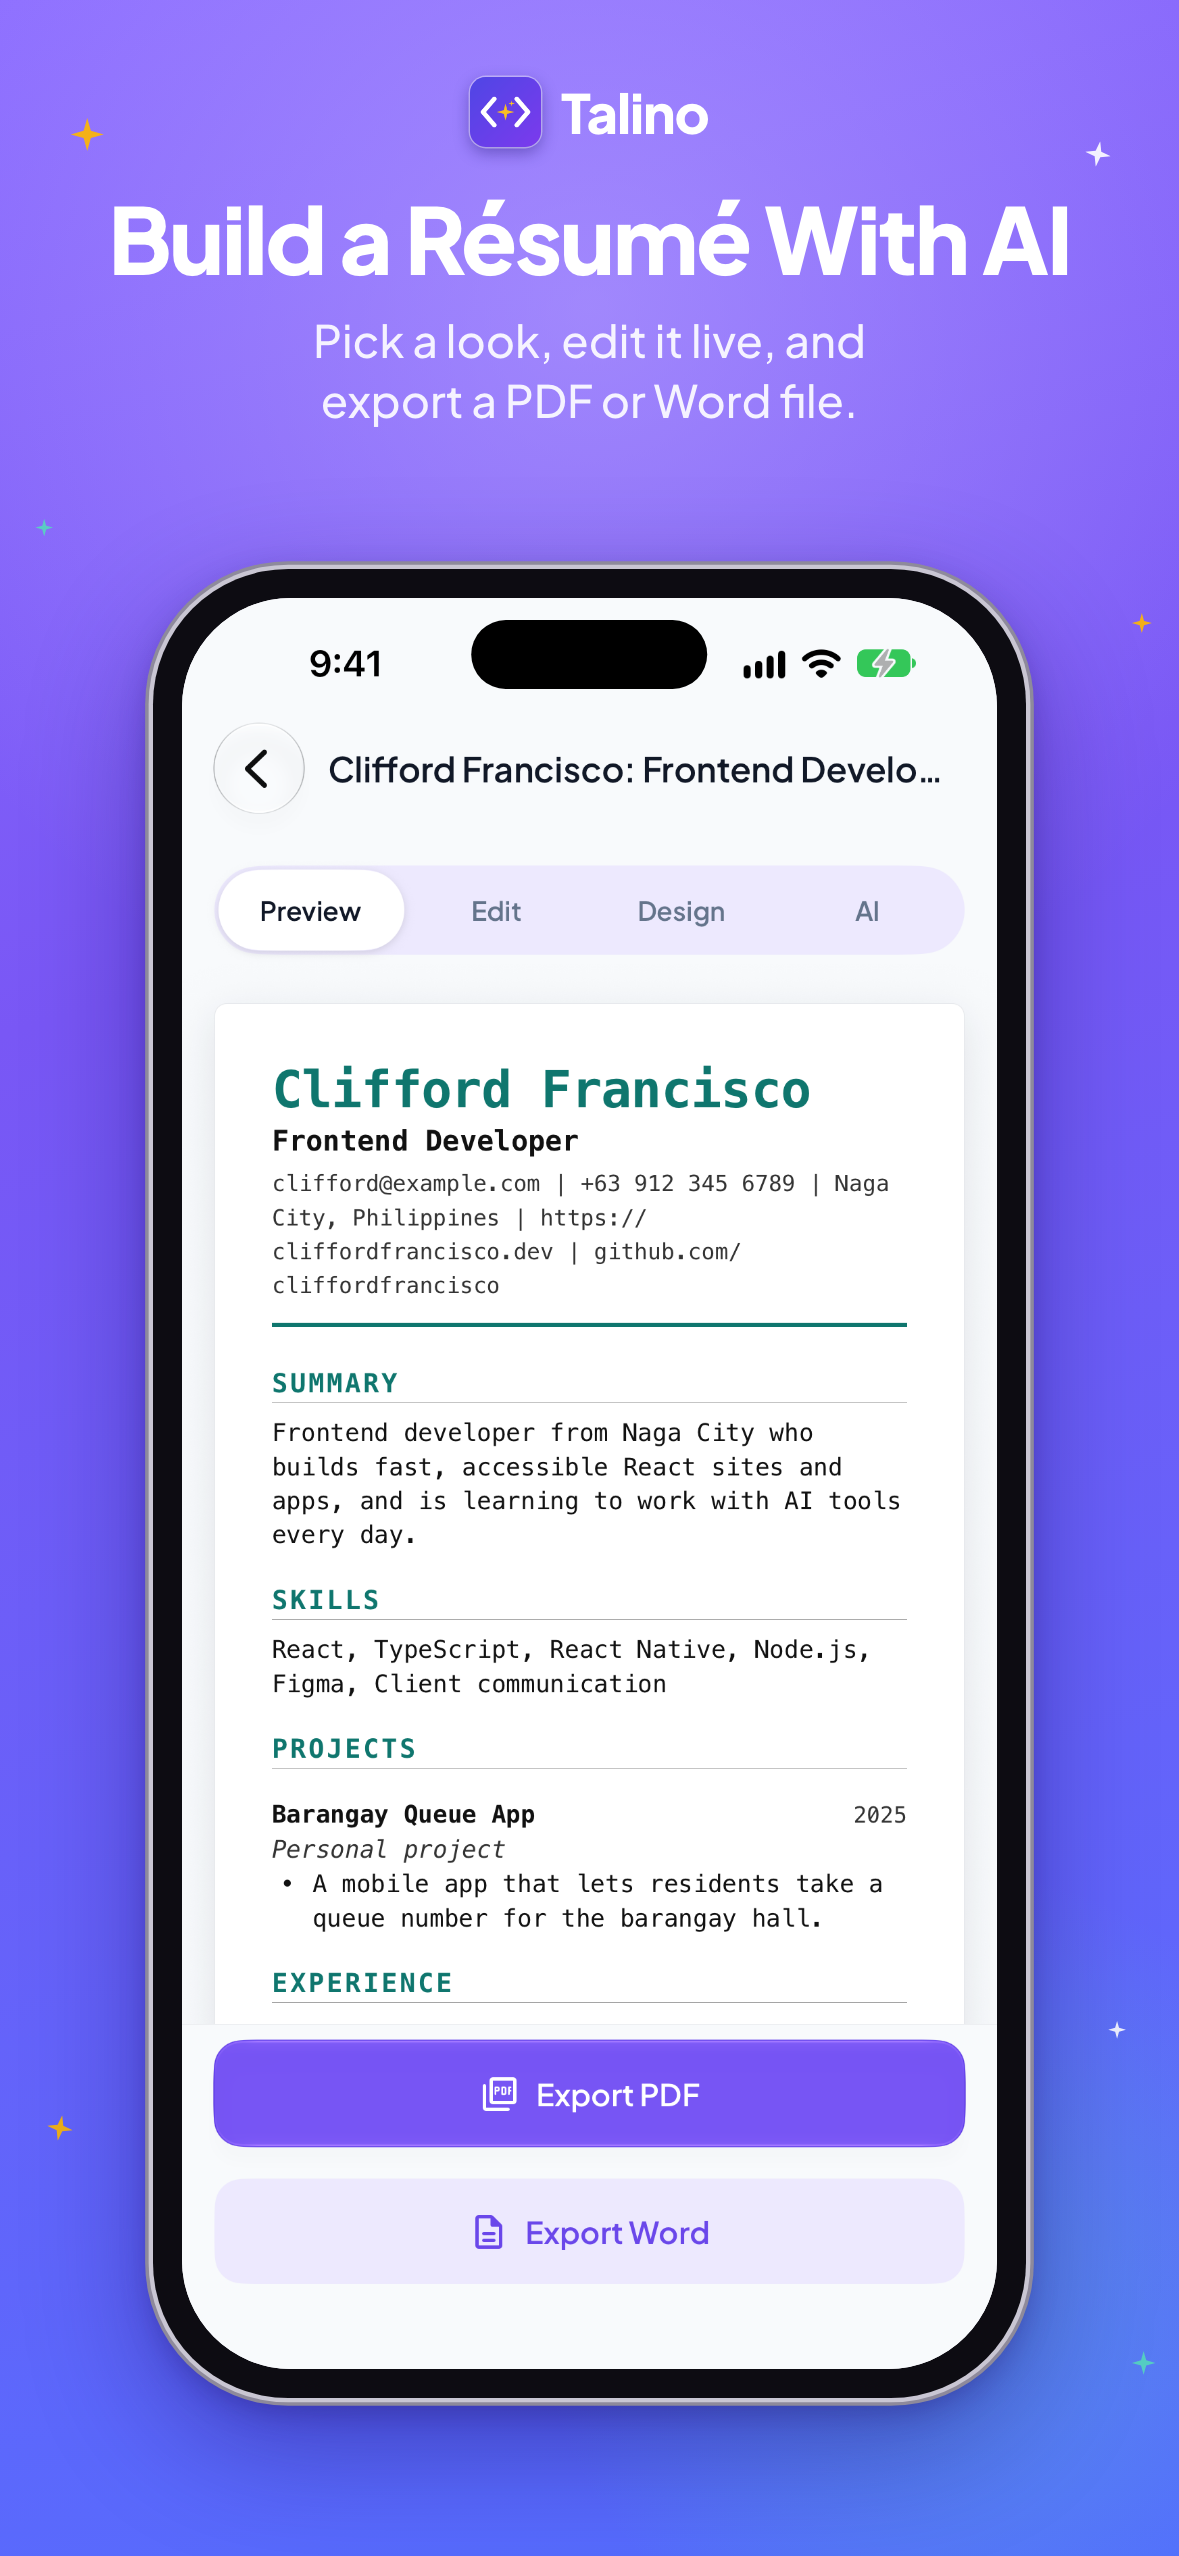 Talino
Build a Résumé With AI
Pick a look, edit it live, and
export a PDF or Word file.
9:41
Clifford Francisco: Frontend Develo...
Preview
Edit
Design
AI
Clifford Francisco
Frontend Developer
clifford@example.com | +63 912 345 6789 | Naga
City, Philippines | https://
cliffordfrancisco.dev | github.com/
cliffordfrancisco
SUMMARY
Frontend developer from Naga City who
builds fast, accessible React sites and
apps, and is learning to work with AI tools
every day.
SKILLS
React, TypeScript, React Native, Node.js,
Figma, Client communication
PROJECTS
Barangay Queue App 2025
Personal project
• A mobile app that lets residents take a
queue number for the barangay hall.
EXPERIENCE
PDF Export PDF
Export Word